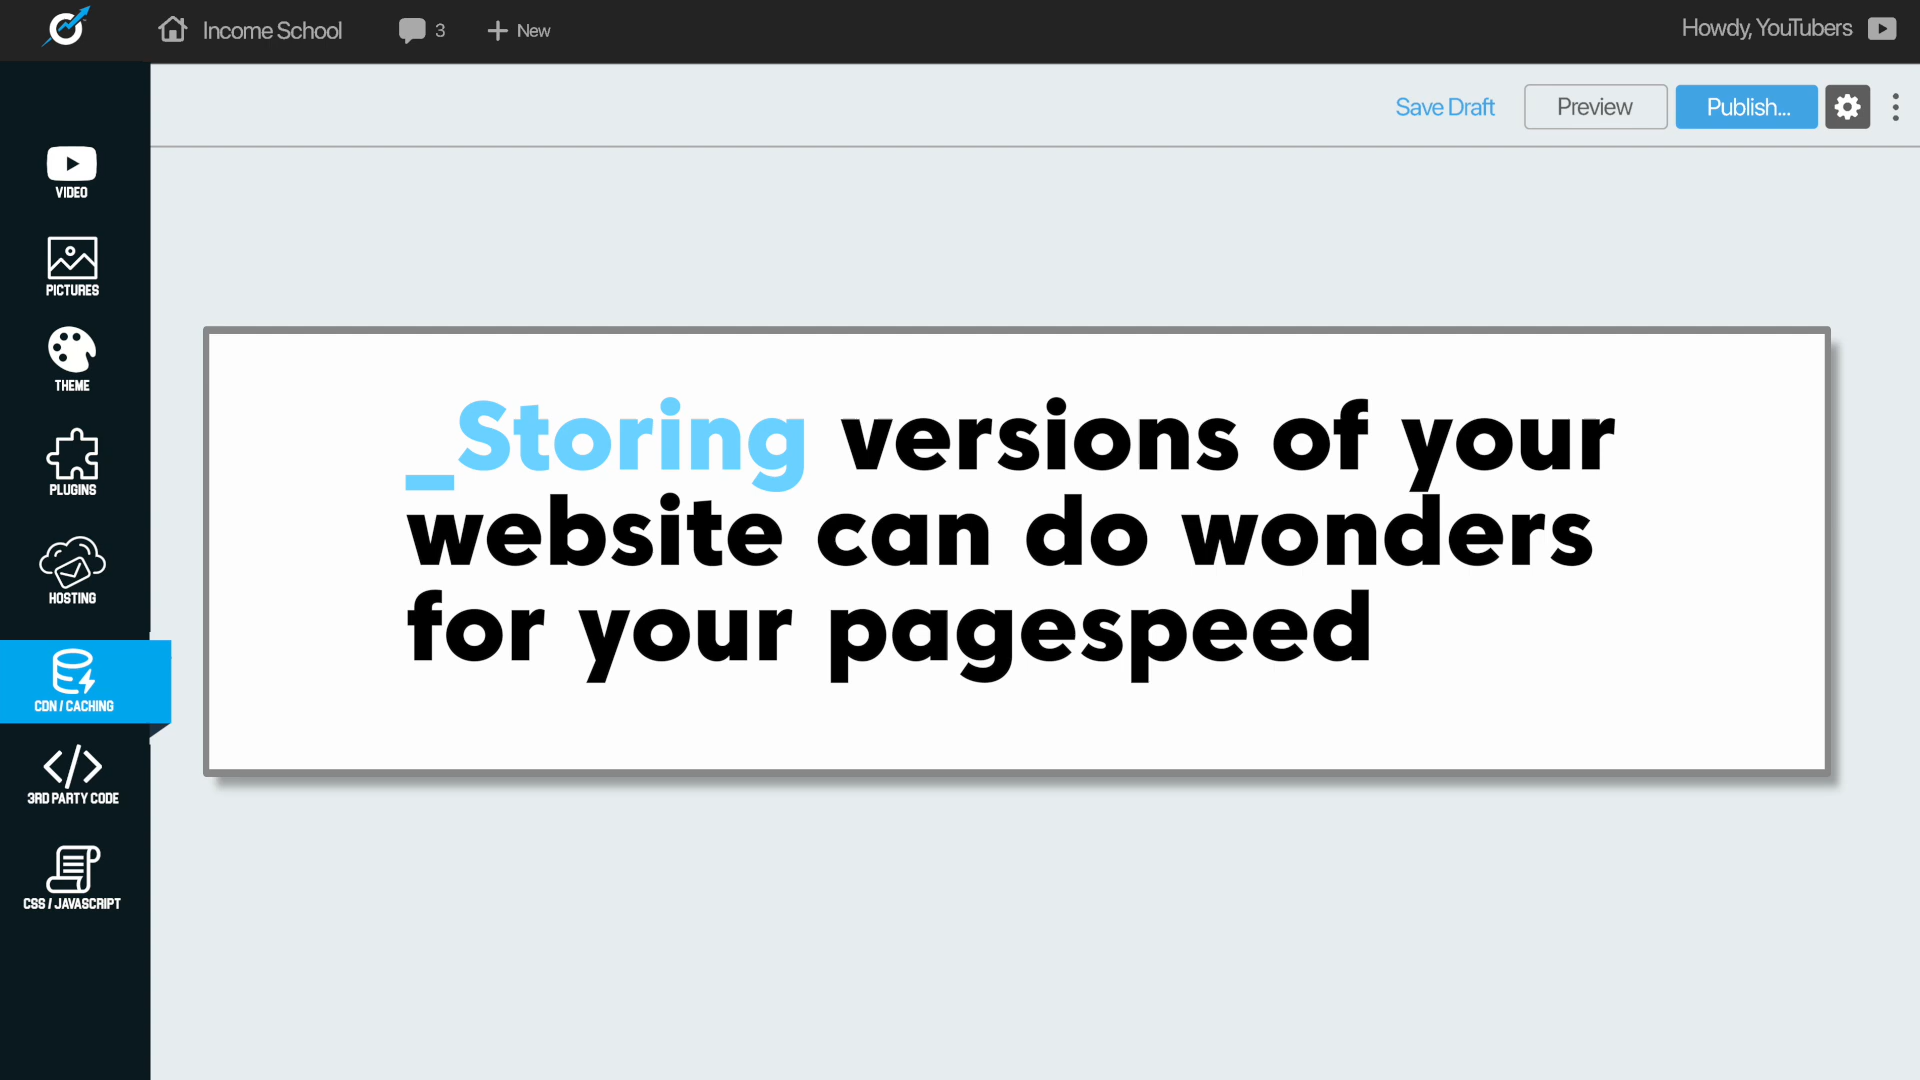 Income School
3
New
Howdy, YouTubers
Save Draft
Preview
Publish...
VIDEO
PICTURES
THEME
PLUGINS
HOSTING
CDN / CACHING
3RD PARTY CODE
CSS / JAVASCRIPT
_Storing versions of your
website can do wonders
for your pagespeed